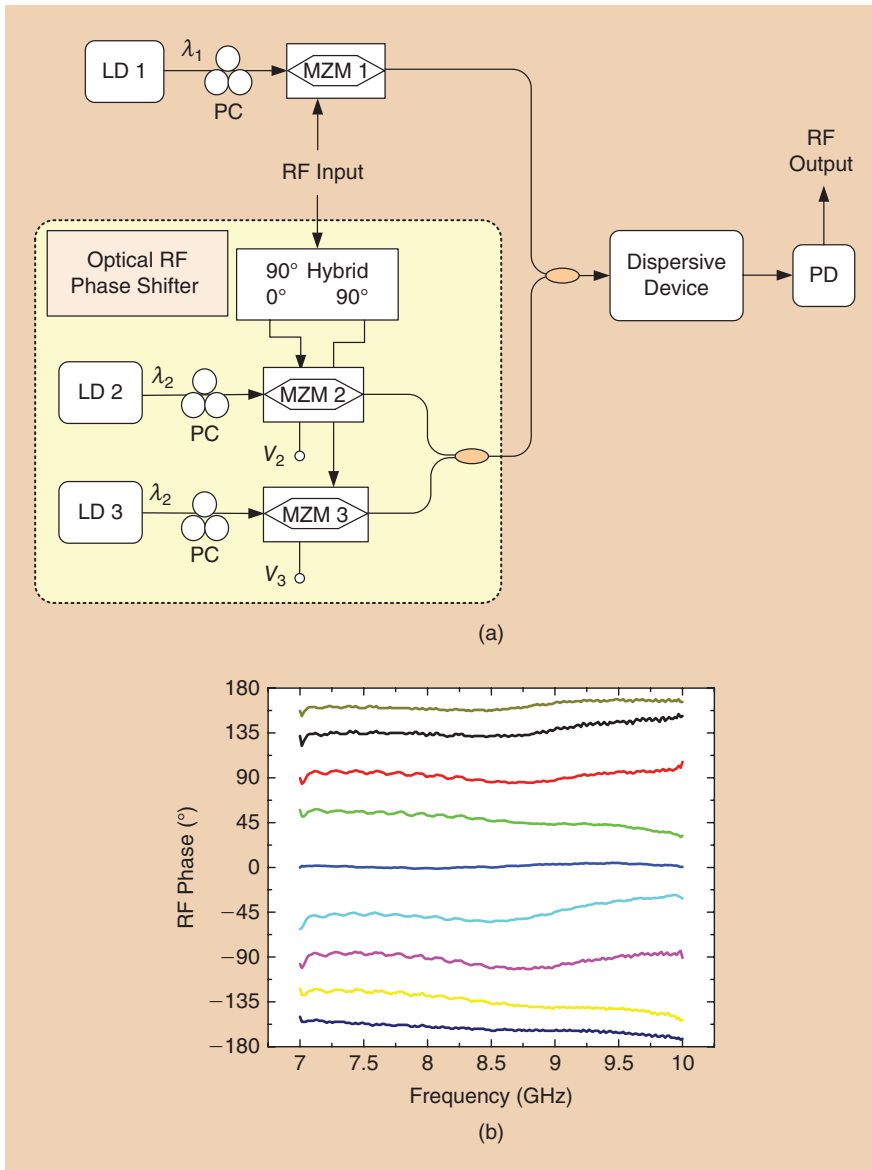 LD 1
λ1
PC
MZM 1
RF Input
RF
Output
Optical RF
Phase Shifter
90° Hybrid
0° 90°
Dispersive
Device
PD
LD 2
λ2
PC
MZM 2
V2
LD 3
λ2
PC
MZM 3
V3
(a)
180
135
90
45
0
−45
−90
−135
−180
RF Phase (°)
7 7.5 8 8.5 9 9.5 10
Frequency (GHz)
(b)